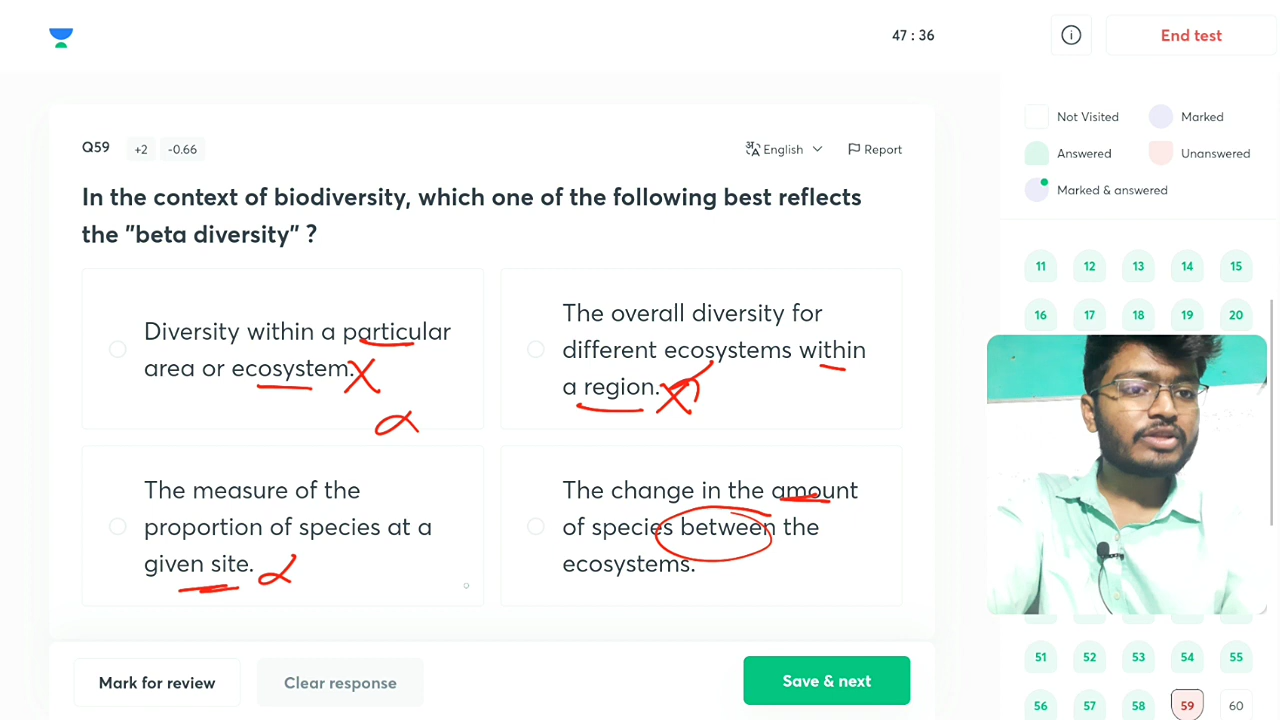 47 : 36
End test
Q59 +2 -0.66
English
Report
In the context of biodiversity, which one of the following best reflects
the "beta diversity" ?
Diversity within a particular
area or ecosystem.
X
α
The overall diversity for
different ecosystems within
a region.
X
The measure of the
proportion of species at a
given site.
α
The change in the amount
of species between the
ecosystems.
Mark for review
Clear response
Save & next
Not Visited
Marked
Answered
Unanswered
Marked & answered
11 12 13 14 15
16 17 18 19 20
51 52 53 54 55
56 57 58 59 60